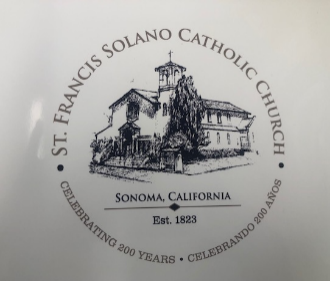 ST. FRANCIS SOLANO CATHOLIC CHURCH
SONOMA, CALIFORNIA
Est. 1823
CELEBRATING 200 YEARS • CELEBRANDO 200 AÑOS